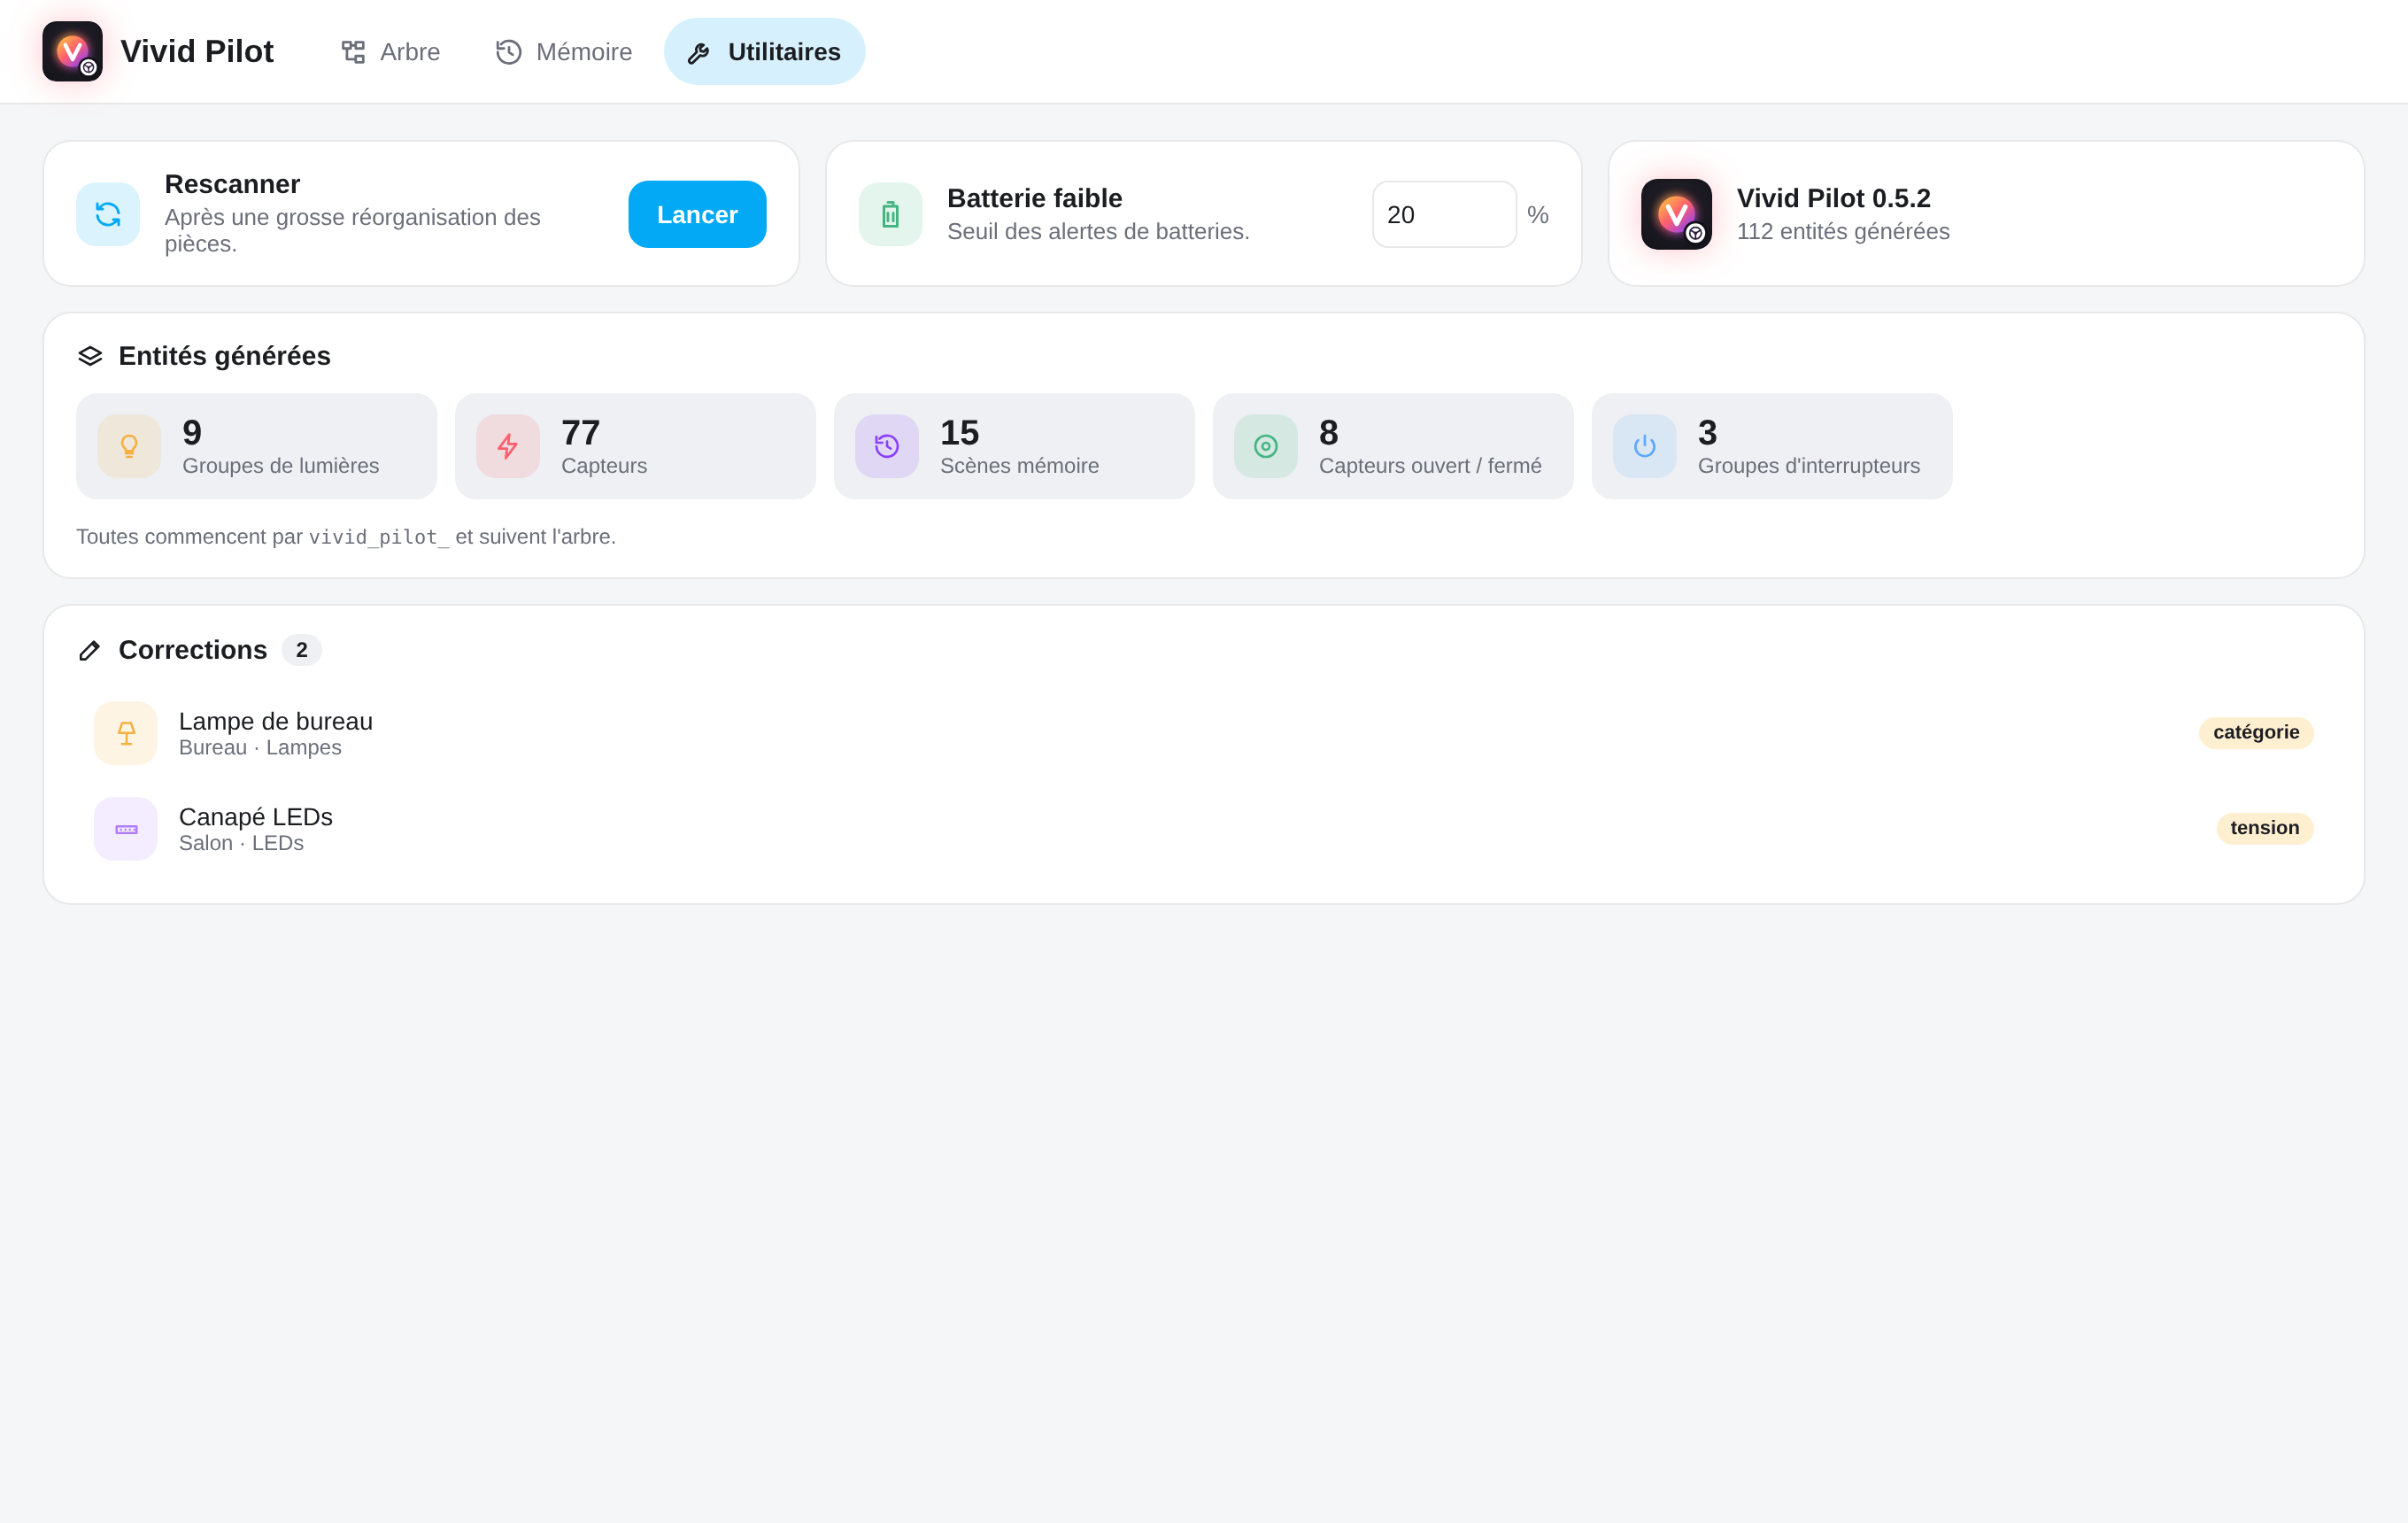 Vivid Pilot
Arbre
Mémoire
Utilitaires
Rescanner
Après une grosse réorganisation des
pièces.
Lancer
Batterie faible
Seuil des alertes de batteries.
20
%
Vivid Pilot 0.5.2
112 entités générées
Entités générées
9
Groupes de lumières
77
Capteurs
15
Scènes mémoire
8
Capteurs ouvert / fermé
3
Groupes d'interrupteurs
Toutes commencent par vivid_pilot_ et suivent l'arbre.
Corrections
2
Lampe de bureau
Bureau · Lampes
catégorie
Canapé LEDs
Salon · LEDs
tension